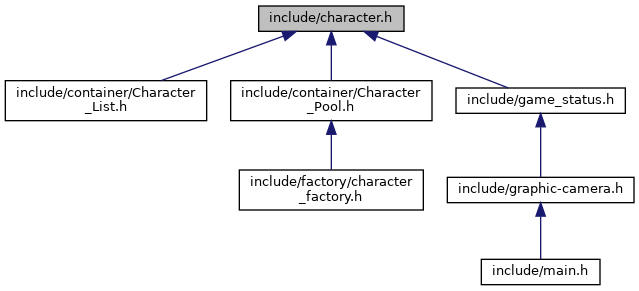 include/character.h
include/container/Character
_List.h
include/container/Character
_Pool.h
include/game_status.h
include/factory/character
_factory.h
include/graphic-camera.h
include/main.h